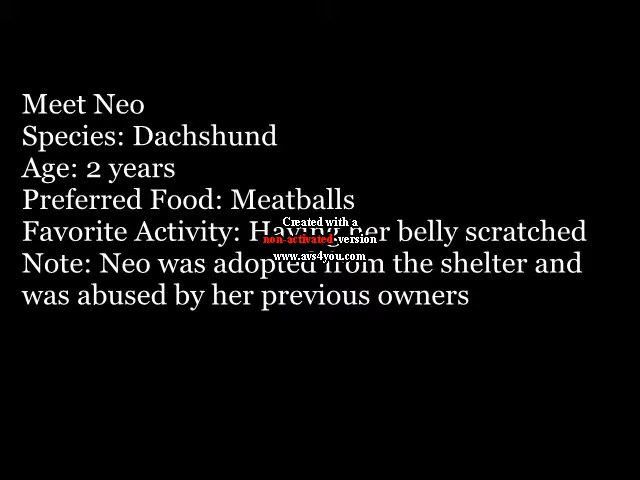 Meet Neo
Species: Dachshund
Age: 2 years
Preferred Food: Meatballs
Created with a
Favorite Activity: Having her belly scratched
non-activated version
www.avs4you.com
Note: Neo was adopted from the shelter and
was abused by her previous owners